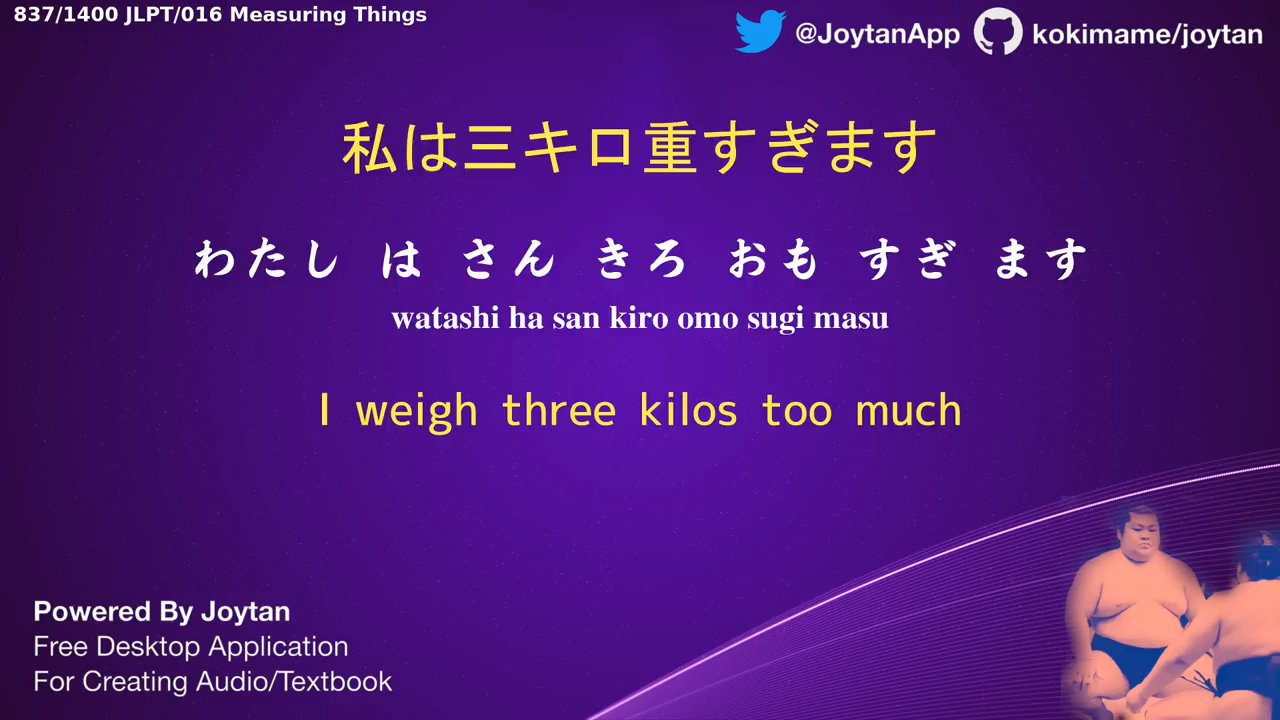 837/1400 JLPT/016 Measuring Things
@JoytanApp kokimame/joytan
私は三キロ重すぎます
わたし は さん きろ おも すぎ ます
watashi ha san kiro omo sugi masu
I weigh three kilos too much
Powered By Joytan
Free Desktop Application
For Creating Audio/Textbook